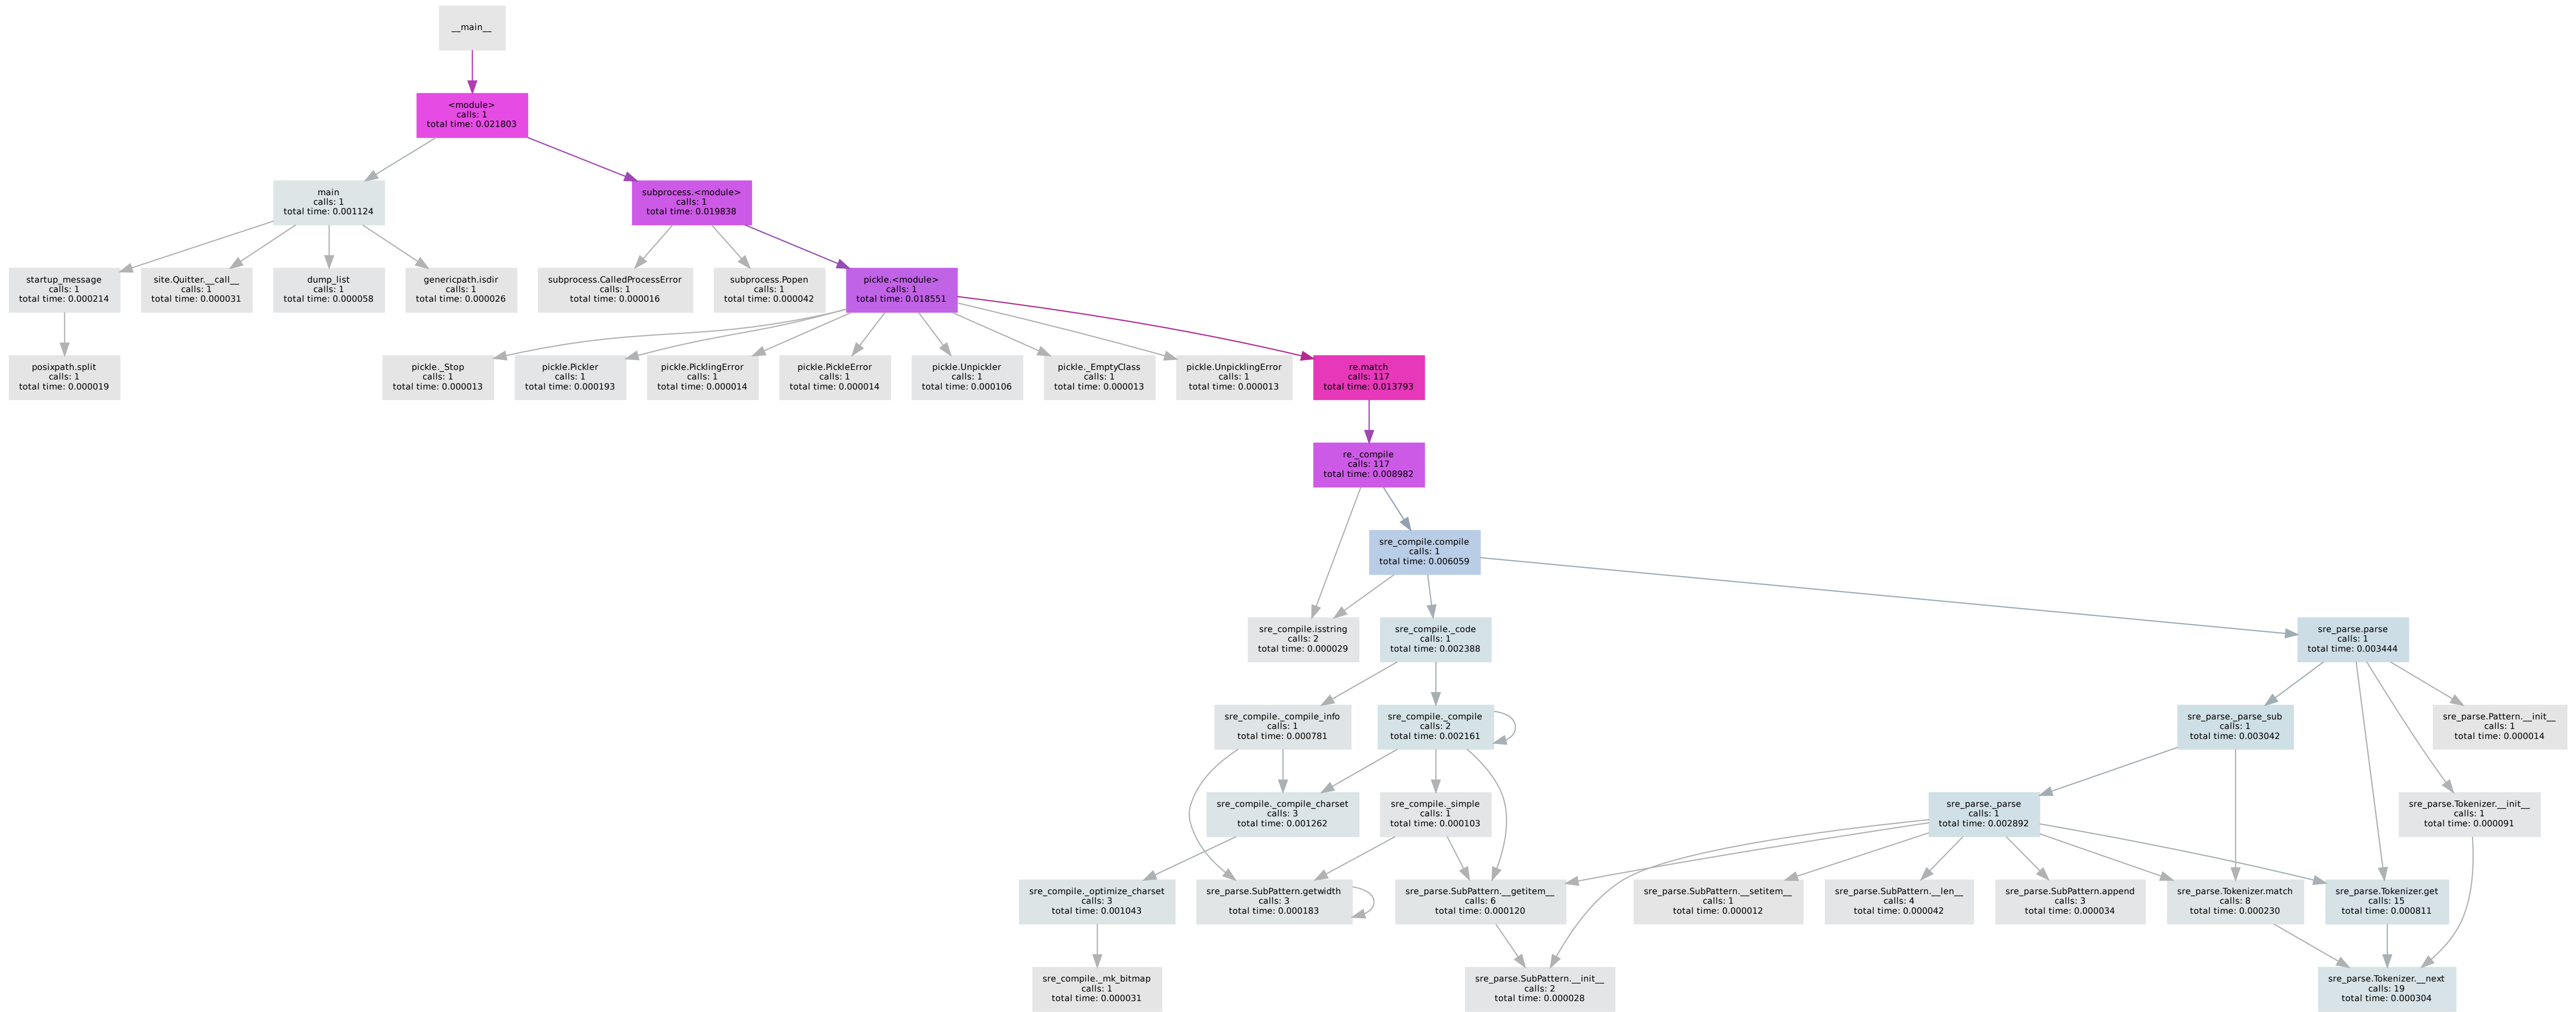 __main__
<module>
calls: 1
total time: 0.021803
main
calls: 1
total time: 0.001124
subprocess.<module>
calls: 1
total time: 0.019838
startup_message
calls: 1
total time: 0.000214
site.Quitter.__call__
calls: 1
total time: 0.000031
dump_list
calls: 1
total time: 0.000058
genericpath.isdir
calls: 1
total time: 0.000026
subprocess.CalledProcessError
calls: 1
total time: 0.000016
subprocess.Popen
calls: 1
total time: 0.000042
pickle.<module>
calls: 1
total time: 0.018551
posixpath.split
calls: 1
total time: 0.000019
pickle._Stop
calls: 1
total time: 0.000013
pickle.Pickler
calls: 1
total time: 0.000193
pickle.PicklingError
calls: 1
total time: 0.000014
pickle.PickleError
calls: 1
total time: 0.000014
pickle.Unpickler
calls: 1
total time: 0.000106
pickle._EmptyClass
calls: 1
total time: 0.000013
pickle.UnpicklingError
calls: 1
total time: 0.000013
re.match
calls: 117
total time: 0.013793
re._compile
calls: 117
total time: 0.008982
sre_compile.compile
calls: 1
total time: 0.006059
sre_compile.isstring
calls: 2
total time: 0.000029
sre_compile._code
calls: 1
total time: 0.002388
sre_parse.parse
calls: 1
total time: 0.003444
sre_compile._compile_info
calls: 1
total time: 0.000781
sre_compile._compile
calls: 2
total time: 0.002161
sre_parse._parse_sub
calls: 1
total time: 0.003042
sre_parse.Pattern.__init__
calls: 1
total time: 0.000014
sre_compile._compile_charset
calls: 3
total time: 0.001262
sre_compile._simple
calls: 1
total time: 0.000103
sre_parse._parse
calls: 1
total time: 0.002892
sre_parse.Tokenizer.__init__
calls: 1
total time: 0.000091
sre_compile._optimize_charset
calls: 3
total time: 0.001043
sre_parse.SubPattern.getwidth
calls: 3
total time: 0.000183
sre_parse.SubPattern.__getitem__
calls: 6
total time: 0.000120
sre_parse.SubPattern.__setitem__
calls: 1
total time: 0.000012
sre_parse.SubPattern.__len__
calls: 4
total time: 0.000042
sre_parse.SubPattern.append
calls: 3
total time: 0.000034
sre_parse.Tokenizer.match
calls: 8
total time: 0.000230
sre_parse.Tokenizer.get
calls: 15
total time: 0.000811
sre_compile._mk_bitmap
calls: 1
total time: 0.000031
sre_parse.SubPattern.__init__
calls: 2
total time: 0.000028
sre_parse.Tokenizer.__next
calls: 19
total time: 0.000304